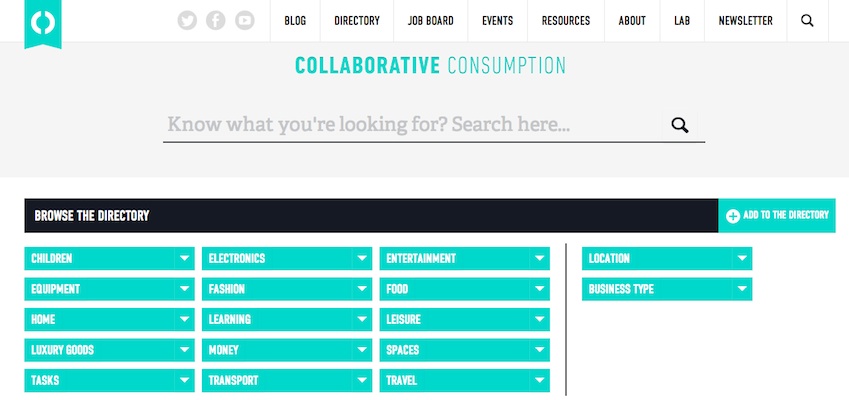 BLOG DIRECTORY JOB BOARD EVENTS RESOURCES ABOUT LAB NEWSLETTER
COLLABORATIVE CONSUMPTION
Know what you're looking for? Search here...
BROWSE THE DIRECTORY ADD TO THE DIRECTORY
CHILDREN ELECTRONICS ENTERTAINMENT LOCATION
EQUIPMENT FASHION FOOD BUSINESS TYPE
HOME LEARNING LEISURE
LUXURY GOODS MONEY SPACES
TASKS TRANSPORT TRAVEL